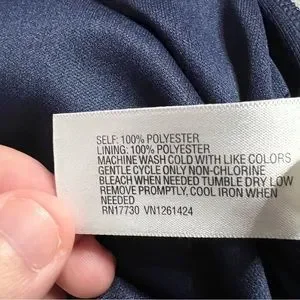 SELF: 100% POLYESTER
LINING: 100% POLYESTER
MACHINE WASH COLD WITH LIKE COLORS
GENTLE CYCLE ONLY NON-CHLORINE
BLEACH WHEN NEEDED TUMBLE DRY LOW
REMOVE PROMPTLY. COOL IRON WHEN
NEEDED
RN17730 VN1261424